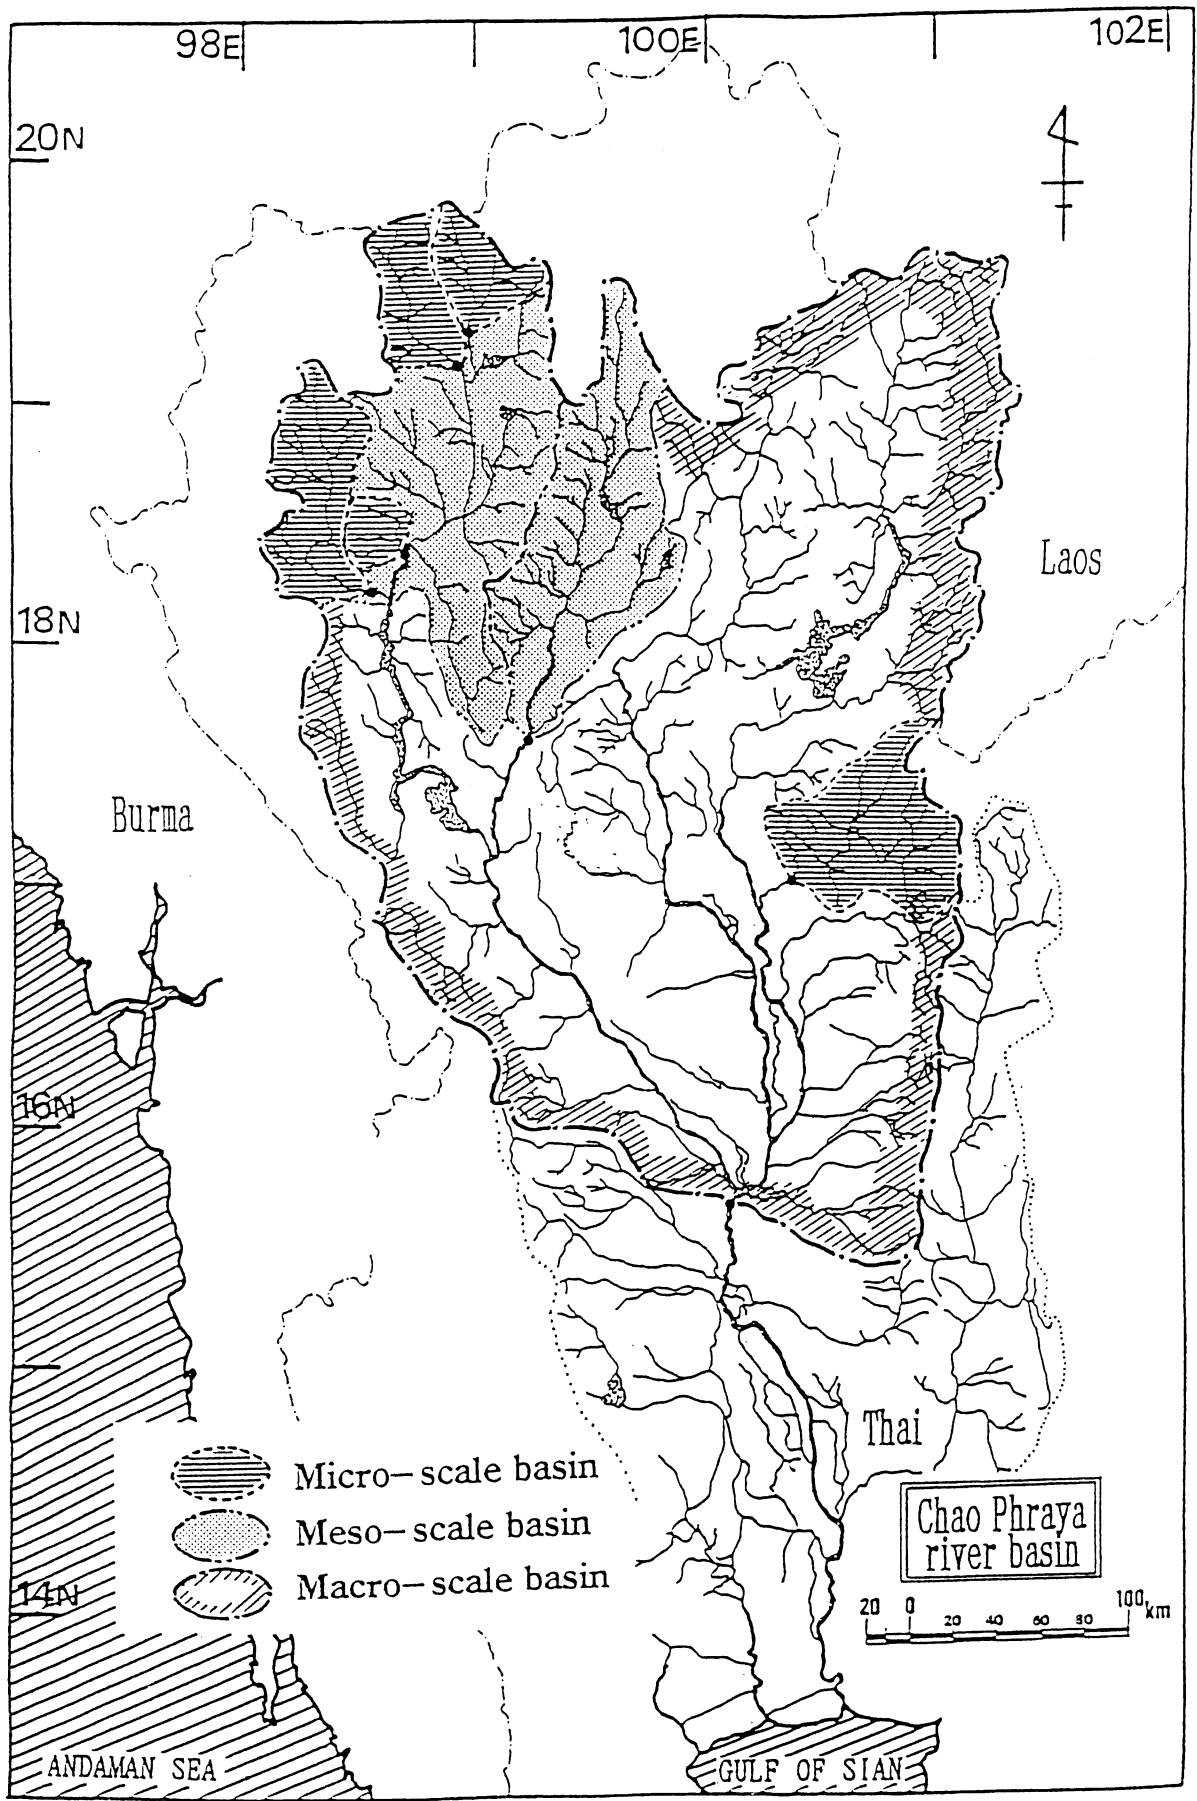 98E
100E
102E
20N
Laos
18N
Burma
16N
Thai
Micro-scale basin
Meso-scale basin
Macro-scale basin
Chao Phraya
river basin
14N
20 0 20 40 60 80 100 km
ANDAMAN SEA
GULF OF SIAN